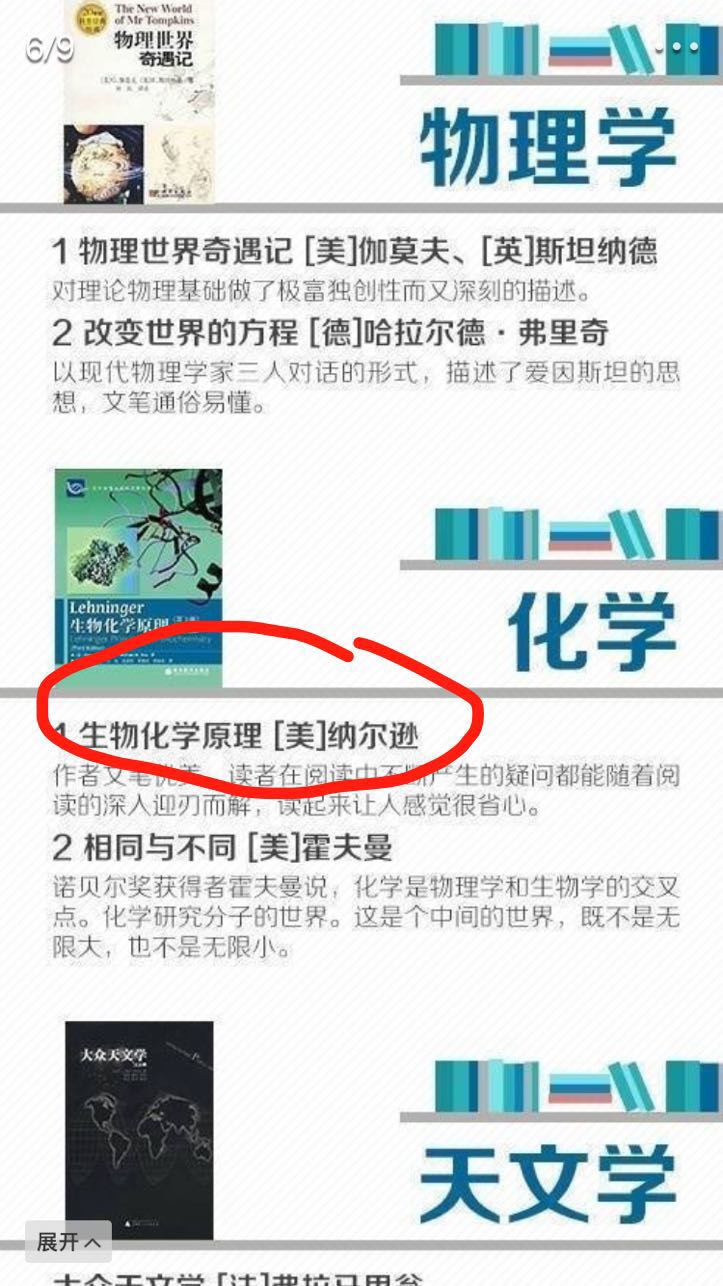 6/9
The New World
of Mr Tompkins
物理世界
奇遇记
物理学
1 物理世界奇遇记 [美]伽莫夫、[英]斯坦纳德
对理论物理基础做了极富独创性而又深刻的描述。
2 改变世界的方程 [德]哈拉尔德·弗里奇
以现代物理学家三人对话的形式，描述了爱因斯坦的思
想，文笔通俗易懂。
Lehninger
生物化学原理
化学
1 生物化学原理 [美]纳尔逊
作者文笔优美，读者在阅读中不断产生的疑问都能随着阅
读的深入迎刃而解，读起来让人感觉很省心。
2 相同与不同 [美]霍夫曼
诺贝尔奖获得者霍夫曼说，化学是物理学和生物学的交叉
点。化学研究分子的世界。这是个中间的世界，既不是无
限大，也不是无限小。
大众天文学
天文学
展开
大众天文学 [法]弗拉马里翁